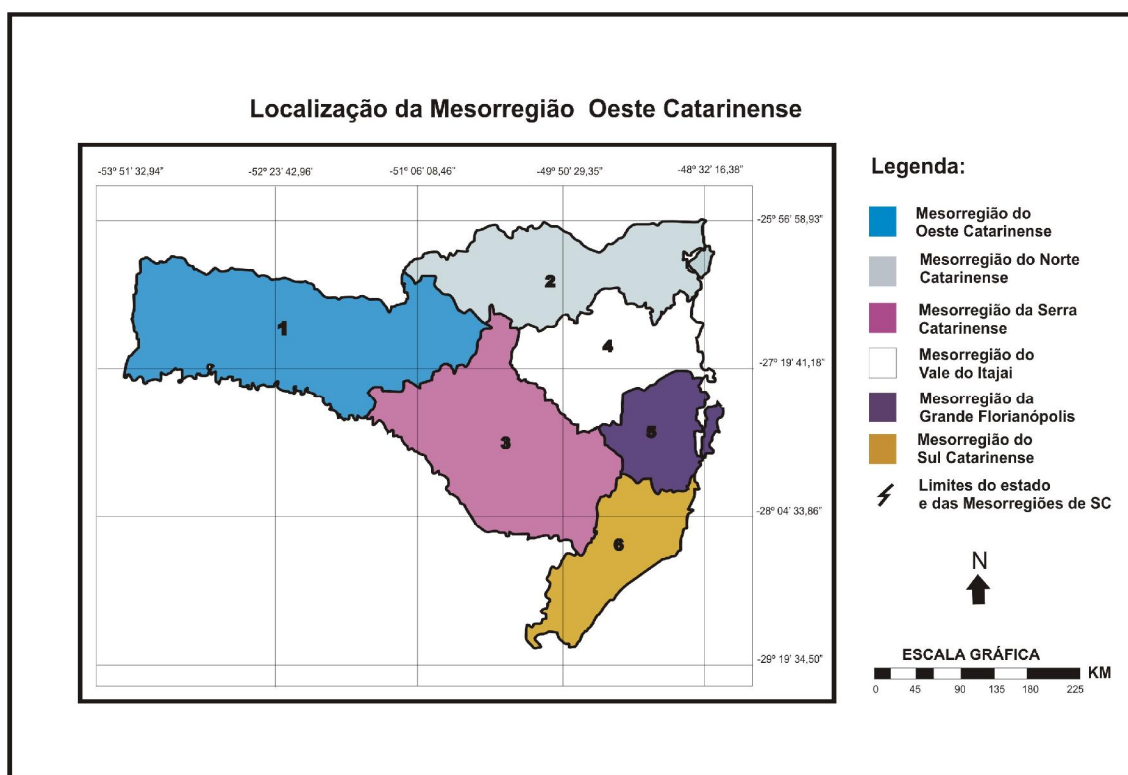 Localização da Mesorregião Oeste Catarinense
-53º 51’ 32,94”
-52º 23’ 42,96”
-51º 06’ 08,46”
-49º 50’ 29,35”
-48º 32’ 16,38”
-25º 56’ 58,93”
-27º 19’ 41,18”
-28º 04’ 33,86”
-29º 19’ 34,50”
1
2
3
4
5
6
Legenda:
Mesorregião do
Oeste Catarinense
Mesorregião do Norte
Catarinense
Mesorregião da Serra
Catarinense
Mesorregião do
Vale do Itajai
Mesorregião da
Grande Florianópolis
Mesorregião do
Sul Catarinense
Limites do estado
e das Mesorregiões de SC
N
ESCALA GRÁFICA
KM
0 45 90 135 180 225